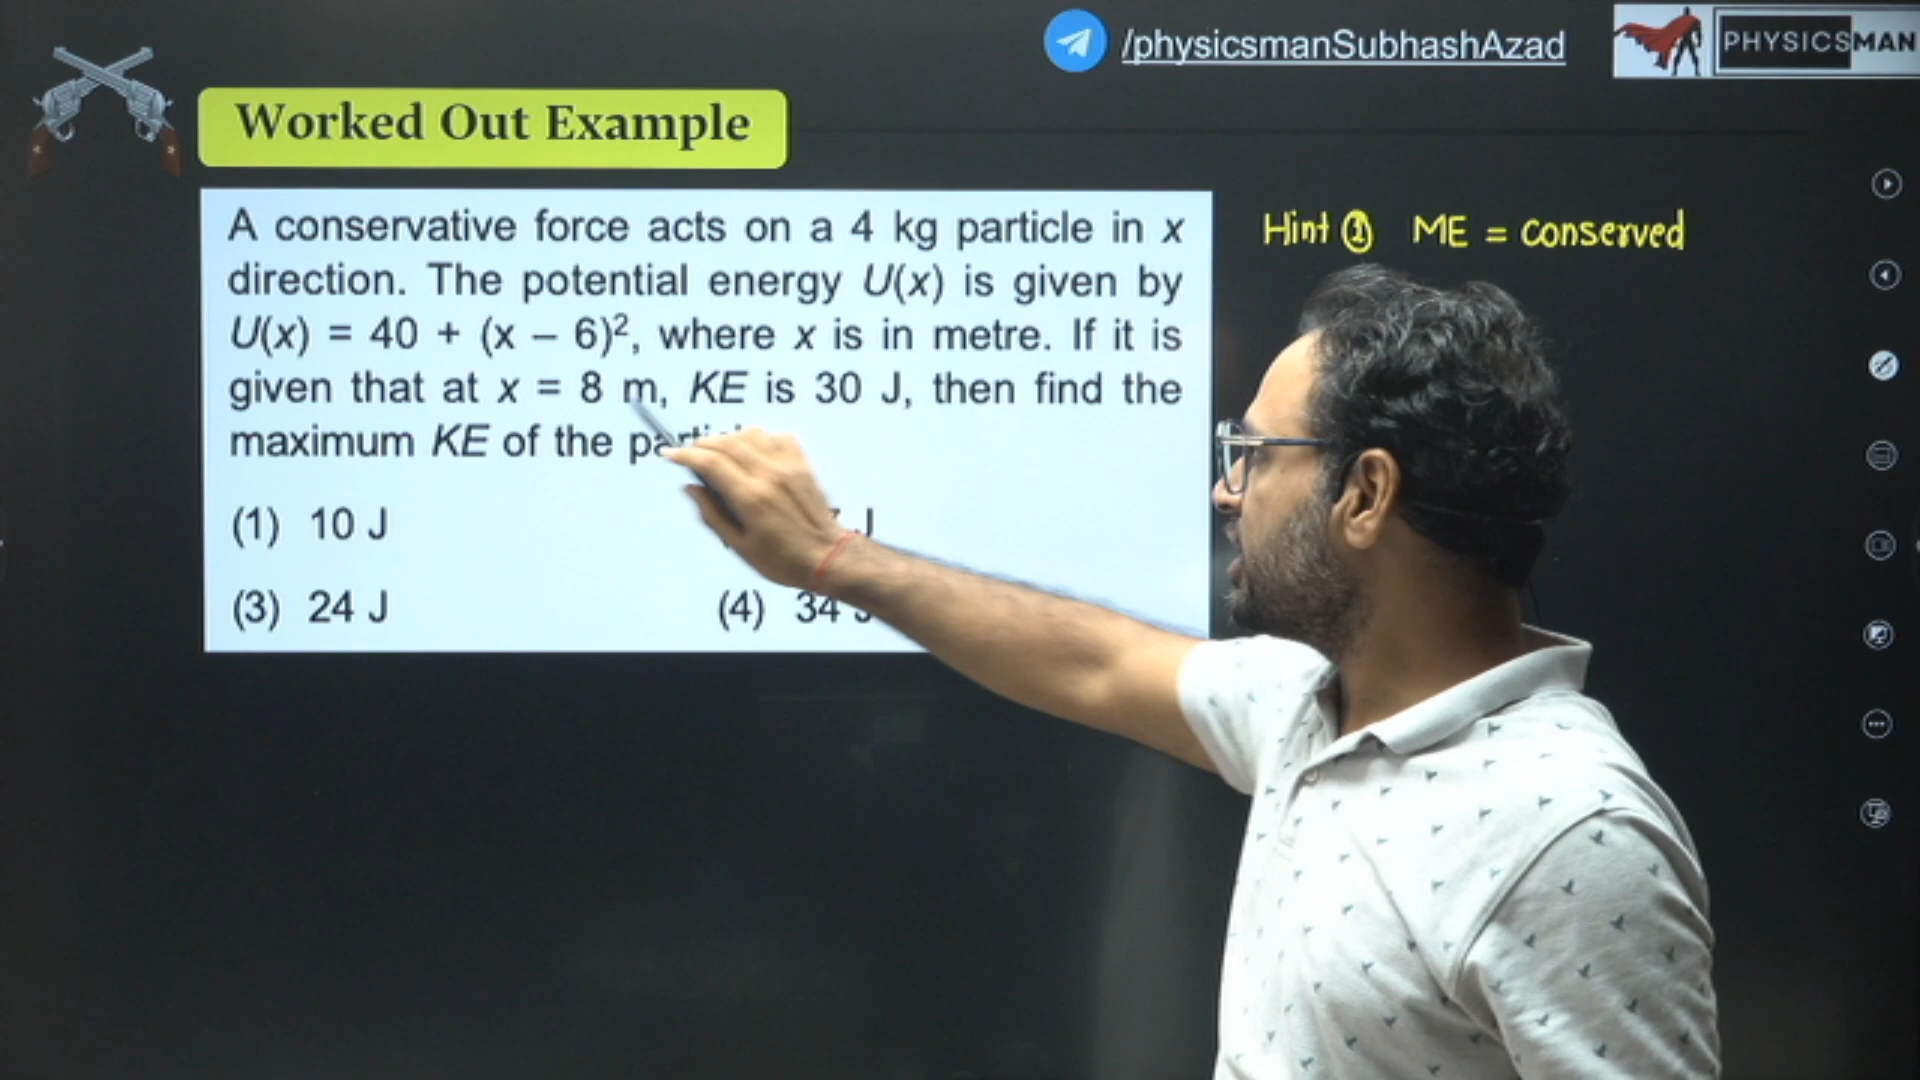 /physicsmanSubhashAzad
PHYSICSMAN
Worked Out Example
A conservative force acts on a 4 kg particle in x
direction. The potential energy U(x) is given by
U(x) = 40 + (x – 6)², where x is in metre. If it is
given that at x = 8 m, KE is 30 J, then find the
maximum KE of the
(1) 10 J
J
(3) 24 J
(4) 34 J
Hint ① ME = conserved